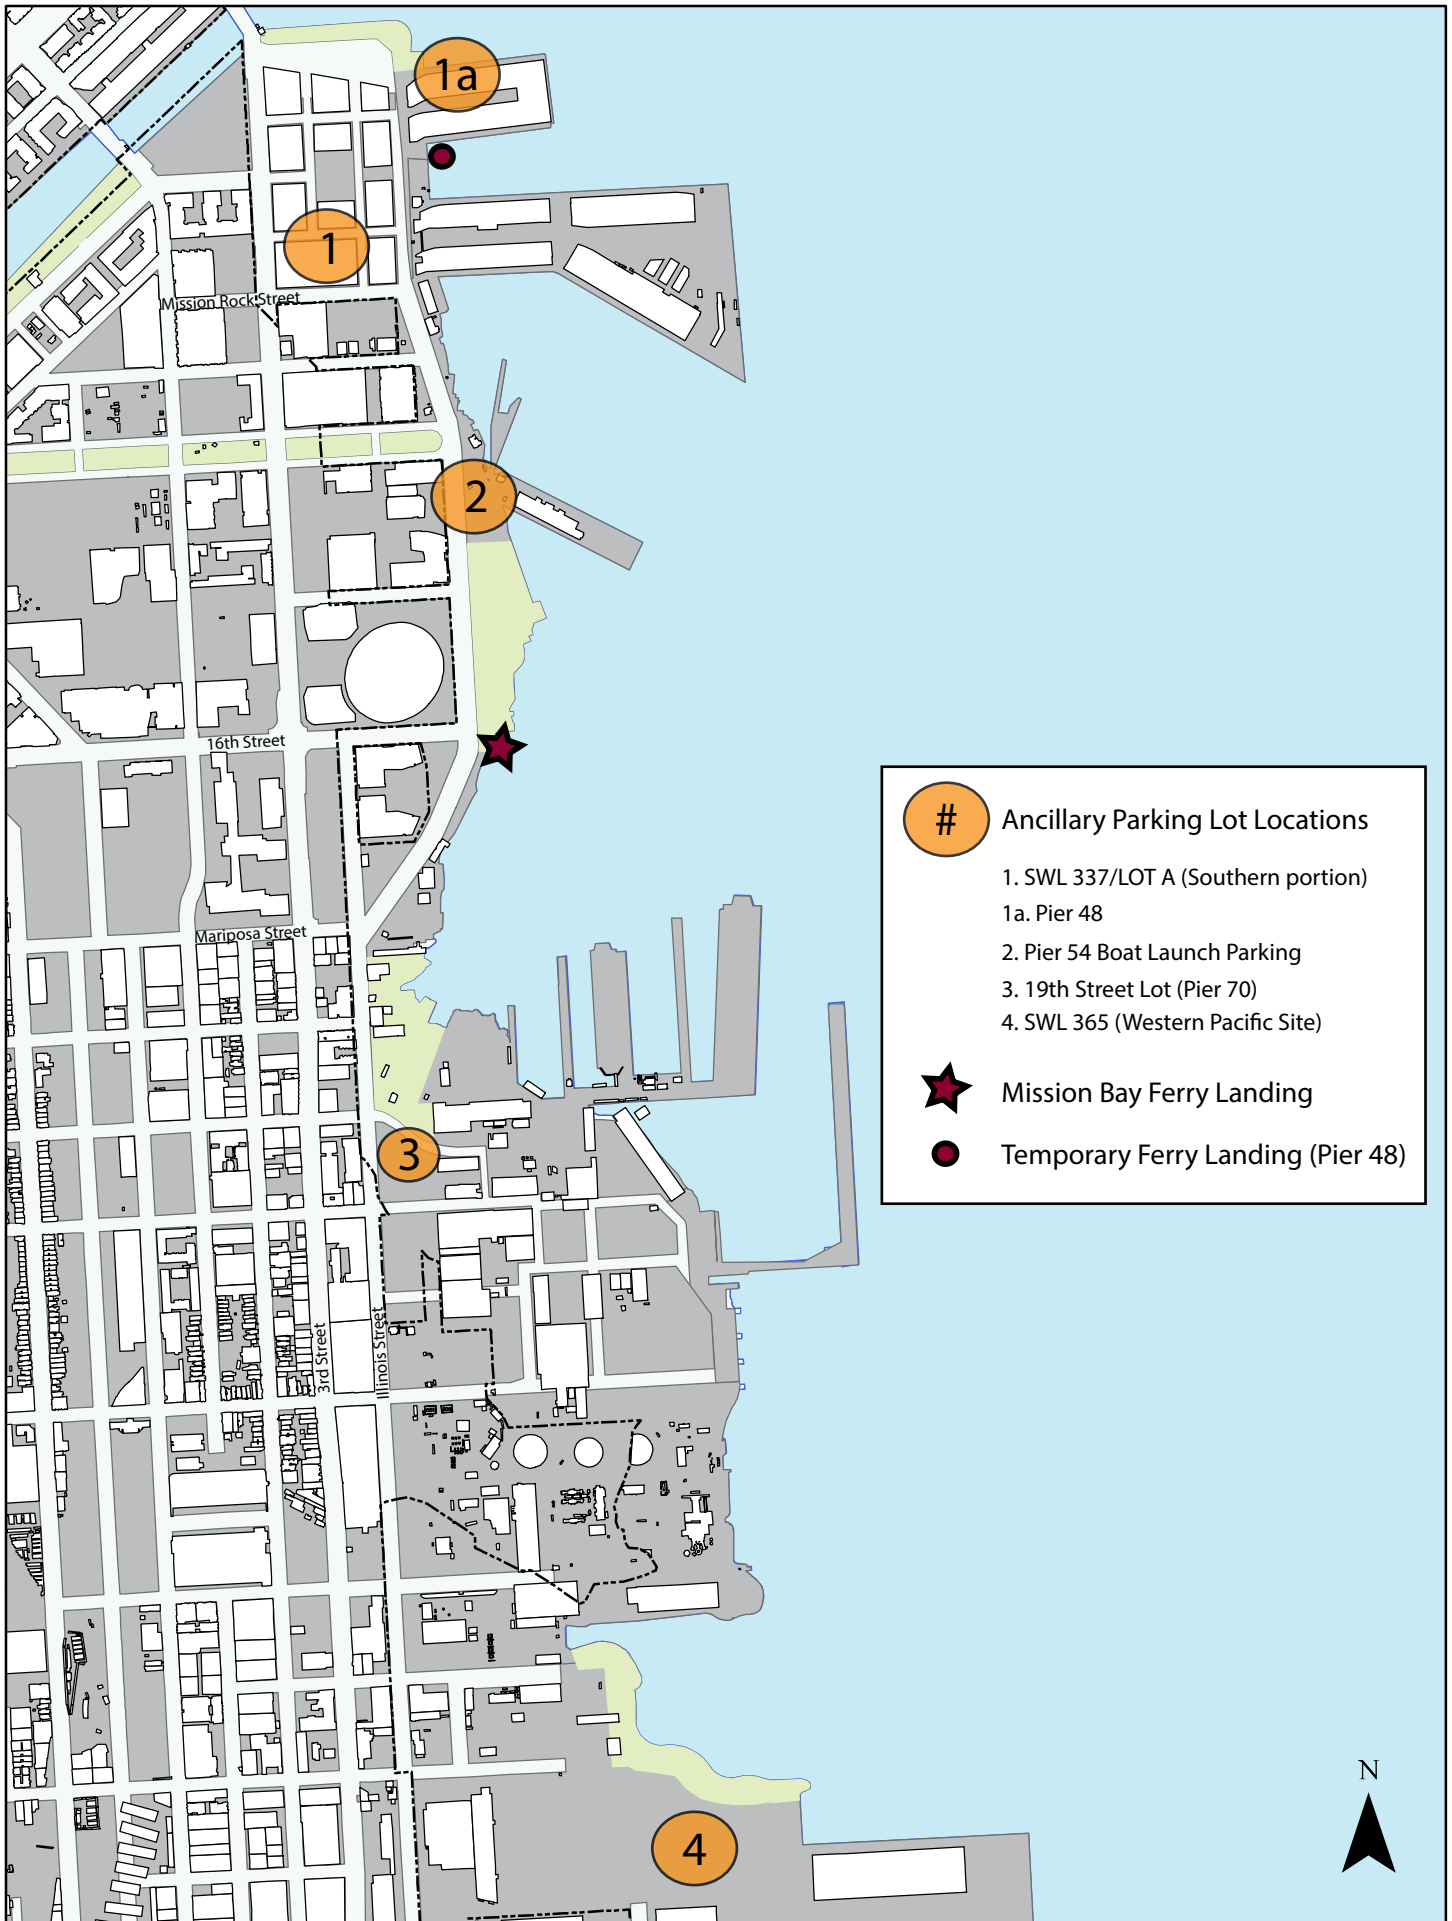 1a
1
Mission Rock Street
2
16th Street
# Ancillary Parking Lot Locations
1. SWL 337/LOT A (Southern portion)
1a. Pier 48
2. Pier 54 Boat Launch Parking
3. 19th Street Lot (Pier 70)
4. SWL 365 (Western Pacific Site)
Mission Bay Ferry Landing
Temporary Ferry Landing (Pier 48)
Mariposa Street
3
3rd Street
Illinois Street
N
4